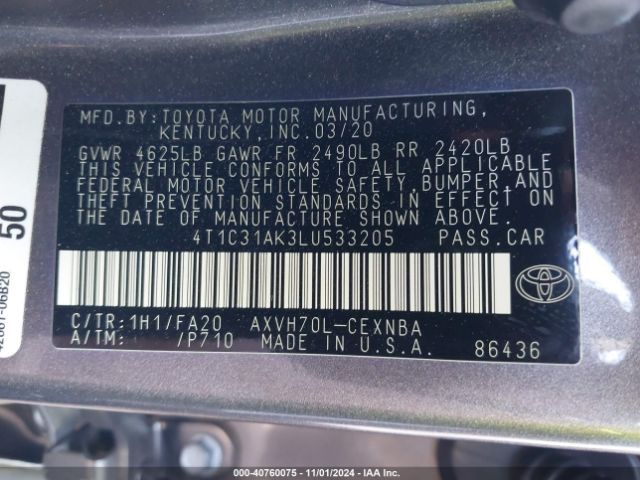 MFD.BY:TOYOTA MOTOR MANUFACTURING,
KENTUCKY,INC.03/20
GVWR 4625LB GAWR FR 2490LB RR 2420LB
THIS VEHICLE CONFORMS TO ALL APPLICABLE
FEDERAL MOTOR VEHICLE SAFETY,BUMPER,AND
THEFT PREVENTION STANDARDS IN EFFECT ON
THE DATE OF MANUFACTURE SHOWN ABOVE.
4T1C31AK3LU533205 PASS.CAR
C/TR:1H1/FA20 AXVH70L-CEXNBA
A/TM: /P710 MADE IN U.S.A. 86436
50
42661-06B20
000-40760075 - 11/01/2024 - IAA Inc.